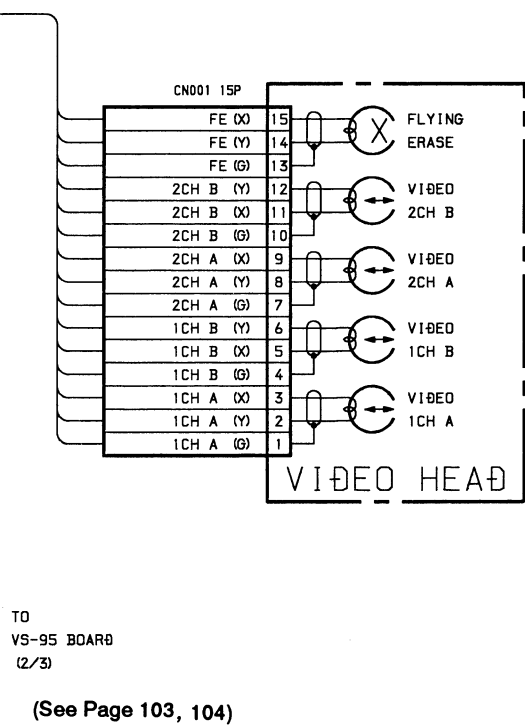 CN001 15P
FE (X) 15
FE (Y) 14
FE (G) 13
2CH B (Y) 12
2CH B (X) 11
2CH B (G) 10
2CH A (X) 9
2CH A (Y) 8
2CH A (G) 7
1CH B (Y) 6
1CH B (X) 5
1CH B (G) 4
1CH A (X) 3
1CH A (Y) 2
1CH A (G) 1
X
FLYING
ERASE
VIDEO
2CH B
VIDEO
2CH A
VIDEO
1CH B
VIDEO
1CH A
VIDEO HEAD
TO
VS-95 BOARD
(2/3)
(See Page 103, 104)